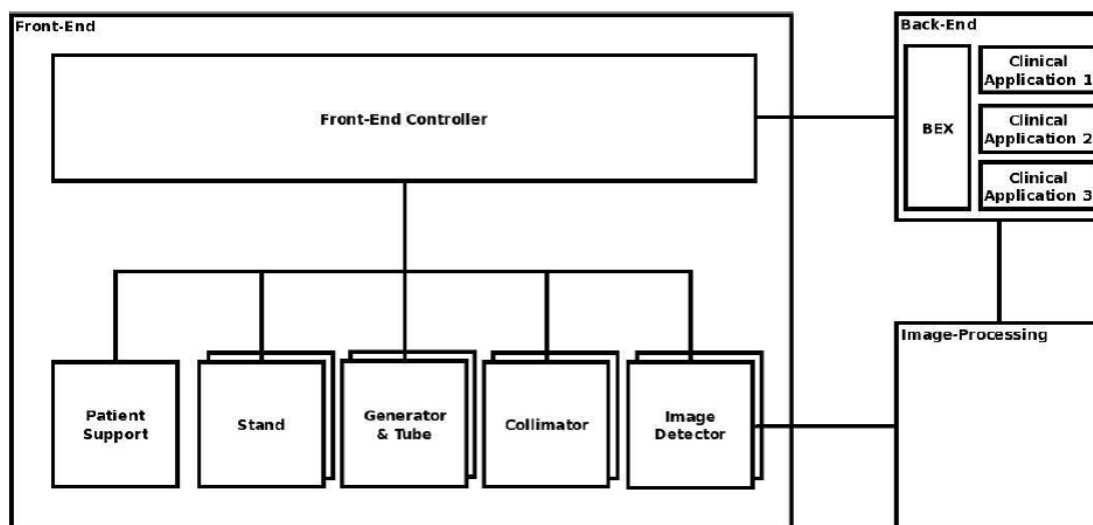 Front-End
Front-End Controller
Patient
Support
Stand
Generator
& Tube
Collimator
Image
Detector
Back-End
BEX
Clinical
Application 1
Clinical
Application 2
Clinical
Application 3
Image-Processing